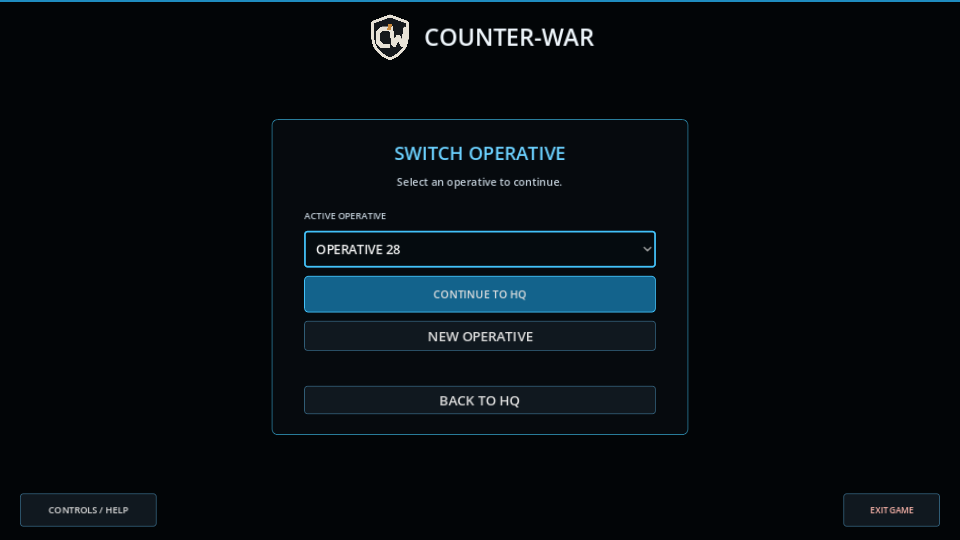 CW
COUNTER-WAR
SWITCH OPERATIVE
Select an operative to continue.
ACTIVE OPERATIVE
OPERATIVE 28
CONTINUE TO HQ
NEW OPERATIVE
BACK TO HQ
CONTROLS / HELP
EXIT GAME